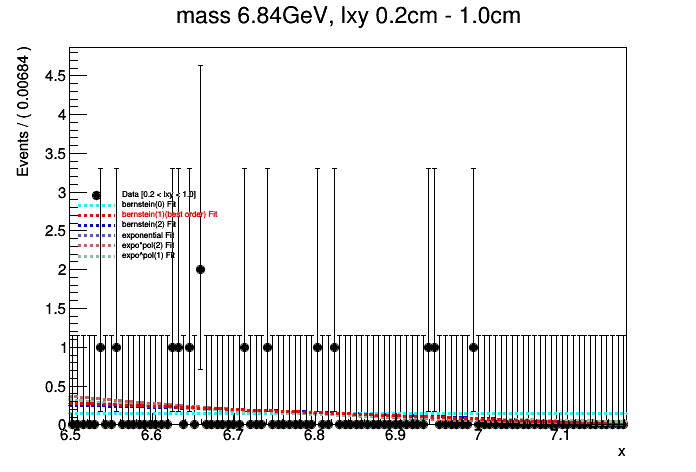 mass 6.84GeV, lxy 0.2cm - 1.0cm
Events / ( 0.00684 )
4.5
4
3.5
3
2.5
2
1.5
1
0.5
0
Data [0.2 < lxy < 1.0]
bernstein(0) Fit
bernstein(1)(best order) Fit
bernstein(2) Fit
exponential Fit
expo*pol(2) Fit
expo*pol(1) Fit
6.5 6.6 6.7 6.8 6.9 7 7.1
x